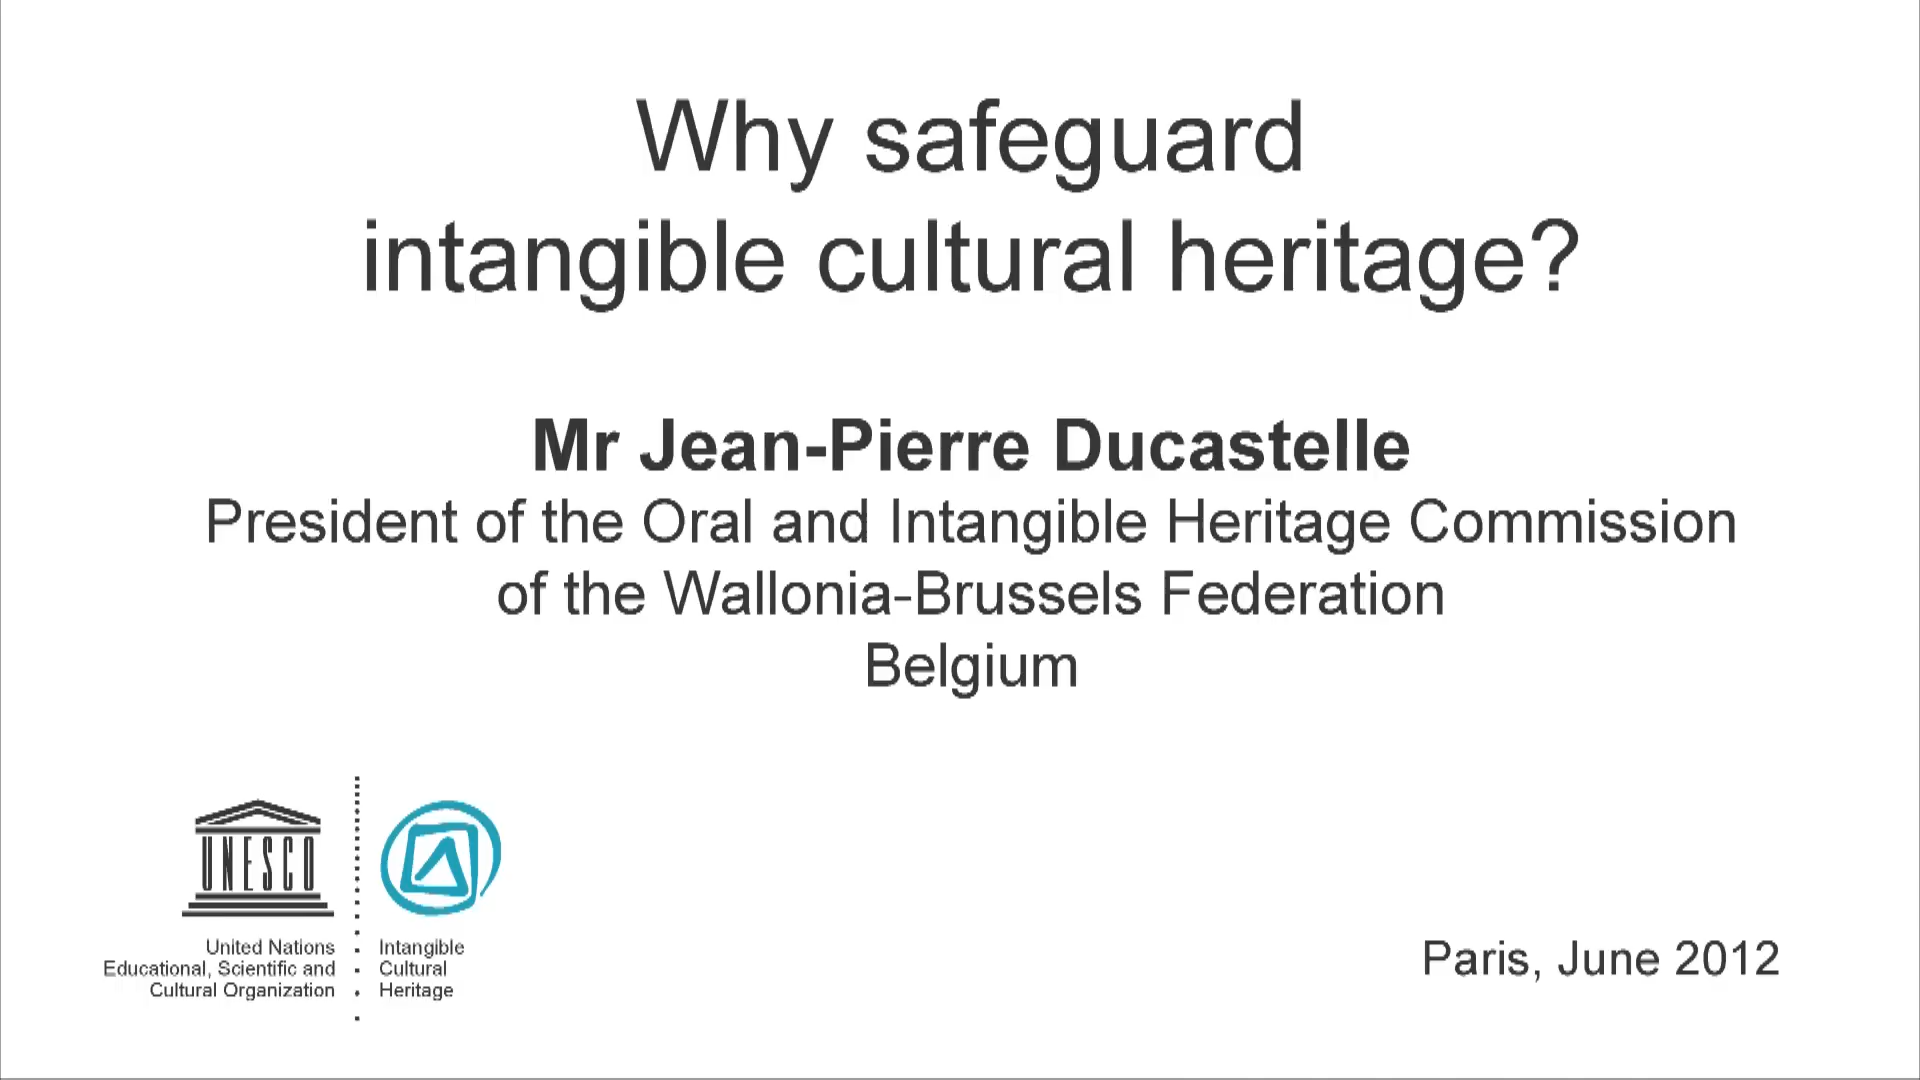 Why safeguard
intangible cultural heritage?
Mr Jean-Pierre Ducastelle
President of the Oral and Intangible Heritage Commission
of the Wallonia-Brussels Federation
Belgium
UNESCO
United Nations
Educational, Scientific and
Cultural Organization
Intangible
Cultural
Heritage
Paris, June 2012